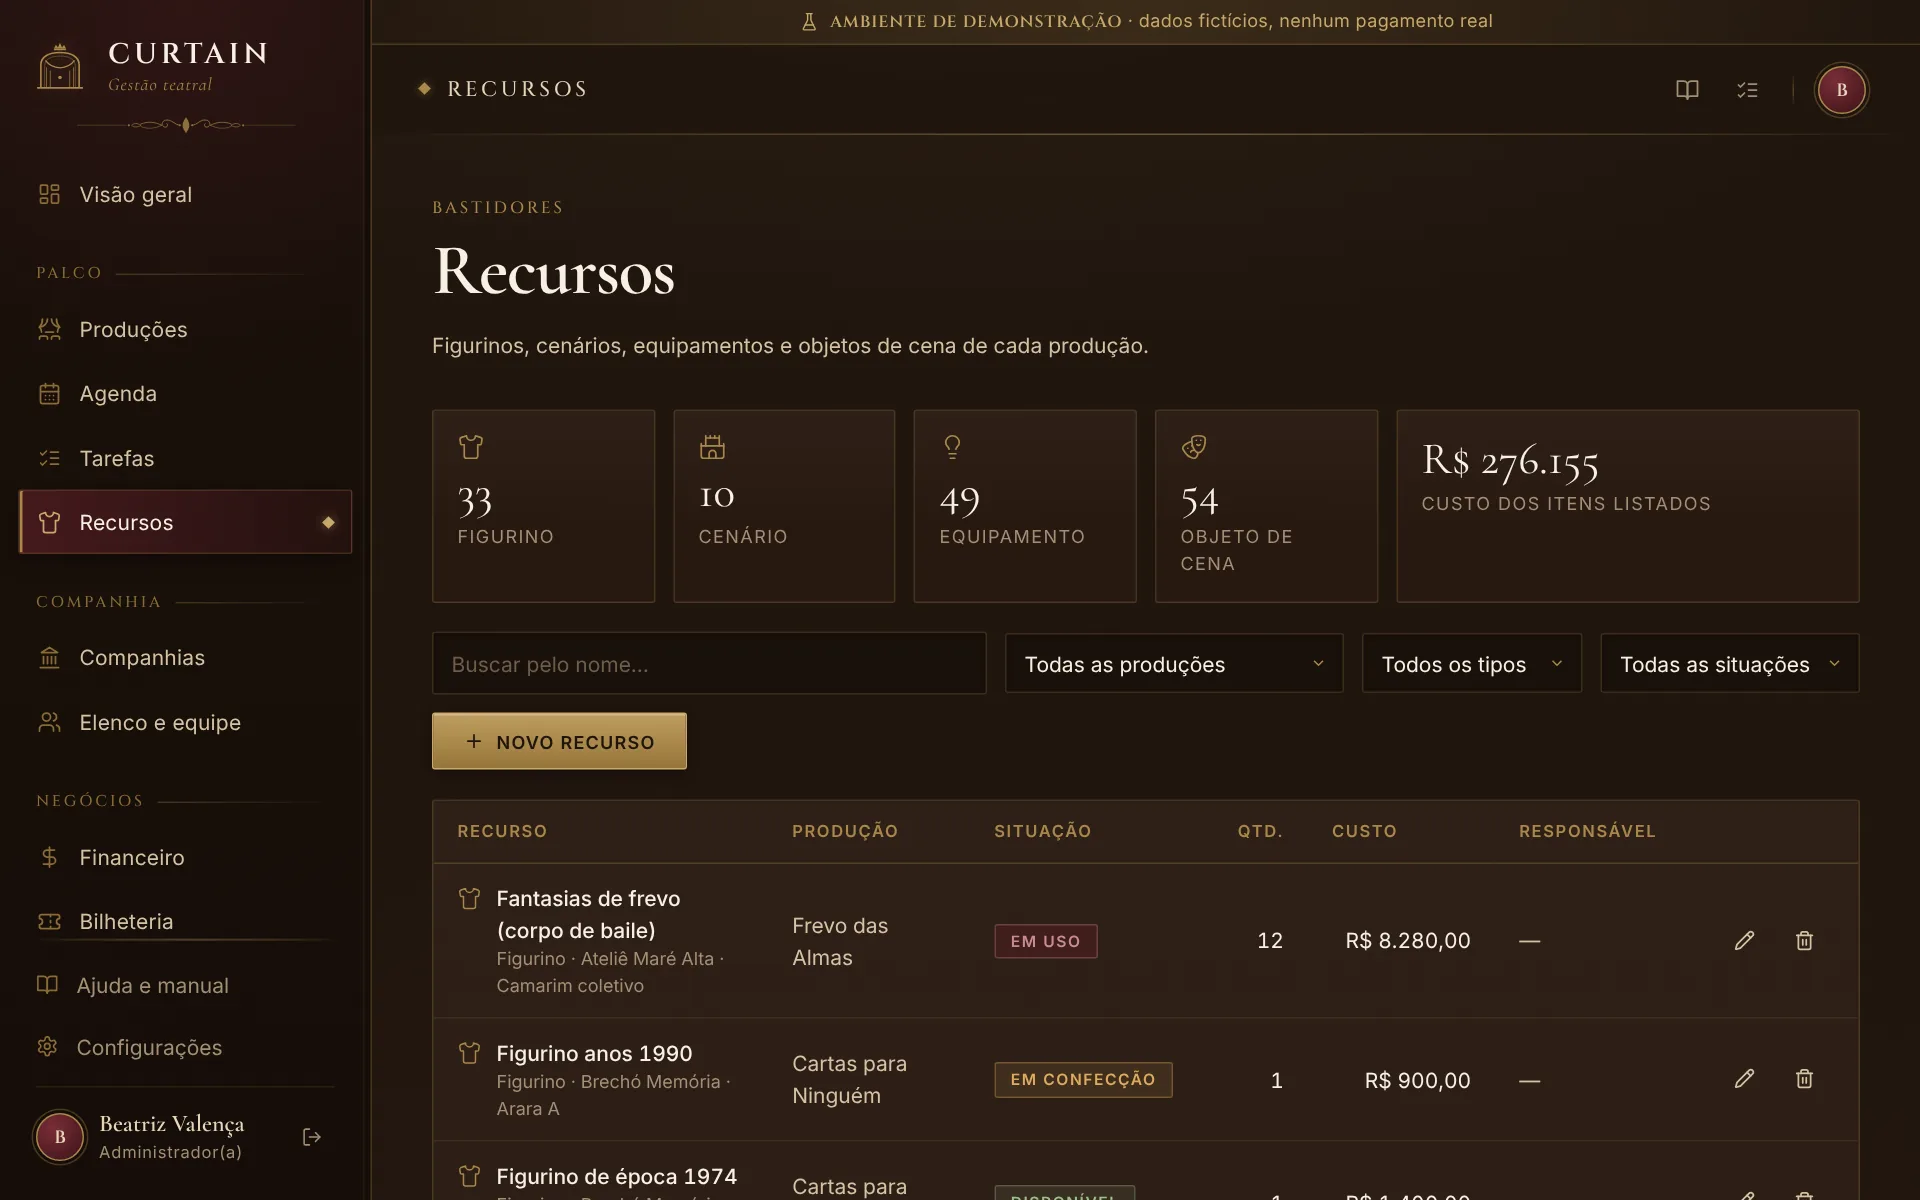 CURTAIN
Gestão teatral
Visão geral
PALCO
Produções
Agenda
Tarefas
Recursos
COMPANHIA
Companhias
Elenco e equipe
NEGÓCIOS
Financeiro
Bilheteria
Ajuda e manual
Configurações
B
Beatriz Valença
Administrador(a)
AMBIENTE DE DEMONSTRAÇÃO · dados fictícios, nenhum pagamento real
RECURSOS
B
BASTIDORES
Recursos
Figurinos, cenários, equipamentos e objetos de cena de cada produção.
33
FIGURINO
10
CENÁRIO
49
EQUIPAMENTO
54
OBJETO DE
CENA
R$ 276.155
CUSTO DOS ITENS LISTADOS
Buscar pelo nome...
Todas as produções
Todos os tipos
Todas as situações
+ NOVO RECURSO
RECURSO PRODUÇÃO SITUAÇÃO QTD. CUSTO RESPONSÁVEL
Fantasias de frevo
(corpo de baile)
Figurino · Ateliê Maré Alta ·
Camarim coletivo
Frevo das
Almas
EM USO
12
R$ 8.280,00
—
Figurino anos 1990
Figurino · Brechó Memória ·
Arara A
Cartas para
Ninguém
EM CONFECÇÃO
1
R$ 900,00
—
Figurino de época 1974
Cartas para
DISPONÍVEL
1
R$ 1.400,00